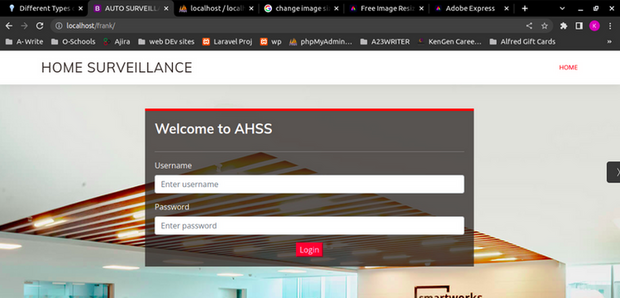 Different Types
AUTO SURVEILL
localhost / local
change image si
Free Image Resi
Adobe Express
localhost/frank/
K
A-Write
O-Schools
Ajira
web DEv sites
Laravel Proj
wp
phpMyAdmin...
A23WRITER
KenGen Caree...
Alfred Gift Cards
»
HOME SURVEILLANCE
HOME
Welcome to AHSS
Username
Enter username
Password
Enter password
Login
smartworks